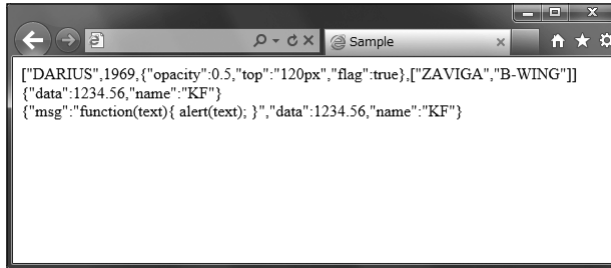 Sample
["DARIUS",1969,{"opacity":0.5,"top":"120px","flag":true},["ZAVIGA","B-WING"]]
{"data":1234.56,"name":"KF"}
{"msg":"function(text){ alert(text); }","data":1234.56,"name":"KF"}